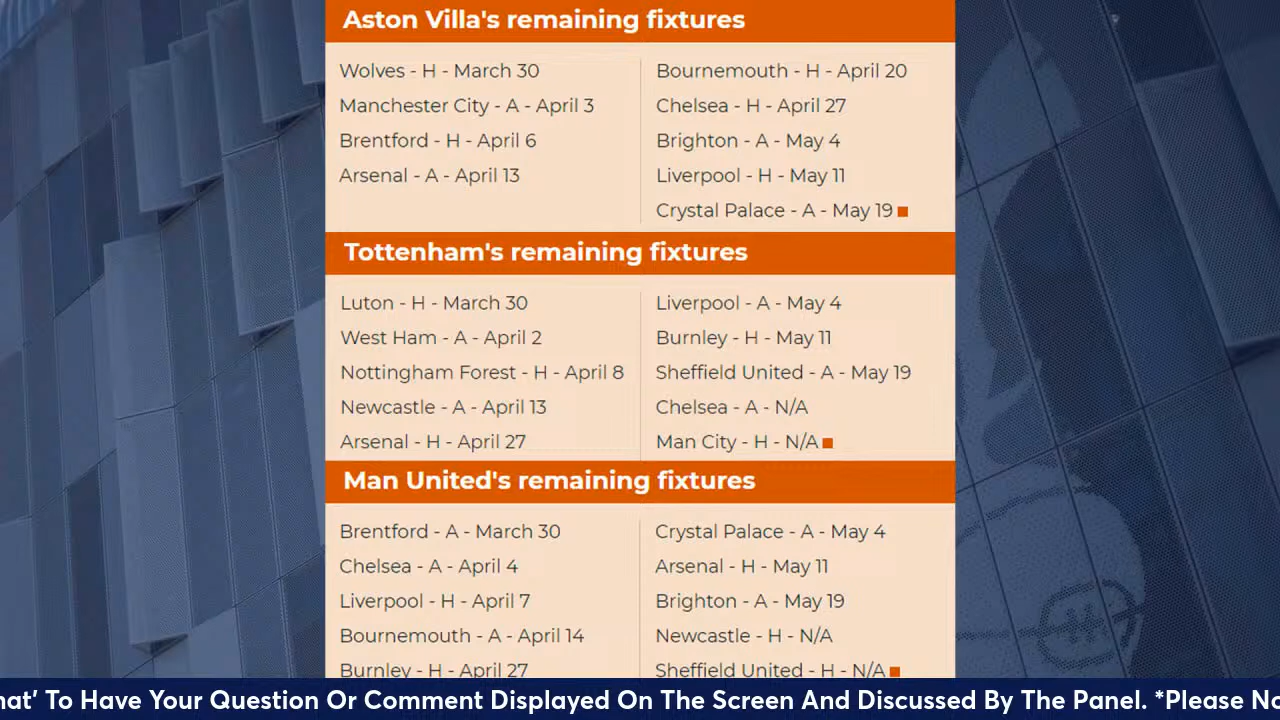 Aston Villa's remaining fixtures
Wolves - H - March 30
Manchester City - A - April 3
Brentford - H - April 6
Arsenal - A - April 13
Bournemouth - H - April 20
Chelsea - H - April 27
Brighton - A - May 4
Liverpool - H - May 11
Crystal Palace - A - May 19
Tottenham's remaining fixtures
Luton - H - March 30
West Ham - A - April 2
Nottingham Forest - H - April 8
Newcastle - A - April 13
Arsenal - H - April 27
Liverpool - A - May 4
Burnley - H - May 11
Sheffield United - A - May 19
Chelsea - A - N/A
Man City - H - N/A
Man United's remaining fixtures
Brentford - A - March 30
Chelsea - A - April 4
Liverpool - H - April 7
Bournemouth - A - April 14
Burnley - H - April 27
Crystal Palace - A - May 4
Arsenal - H - May 11
Brighton - A - May 19
Newcastle - H - N/A
Sheffield United - H - N/A
hat' To Have Your Question Or Comment Displayed On The Screen And Discussed By The Panel. *Please No